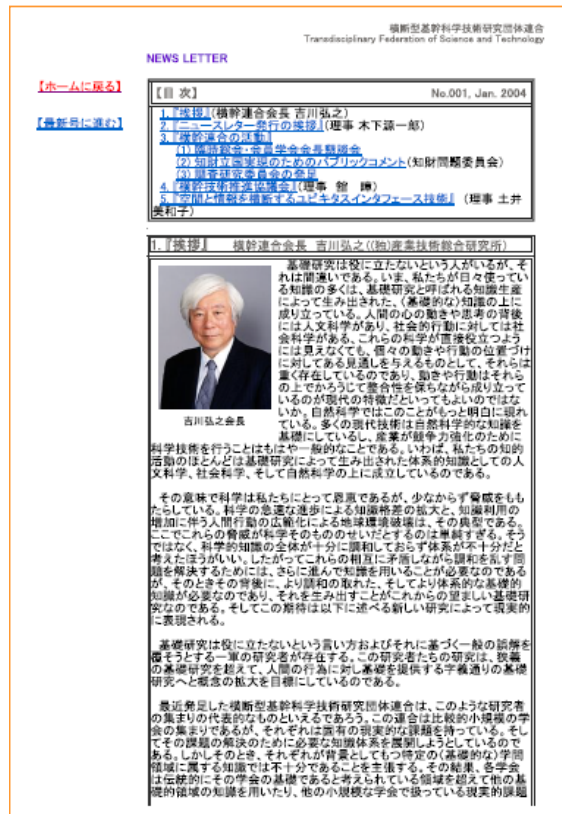 横断型基幹科学技術研究団体連合
Transdisciplinary Federation of Science and Technology
NEWS LETTER
【ホームに戻る】
【最新号に進む】
【目 次】 No.001, Jan. 2004
1.『挨拶』(横幹連合会長 吉川弘之)
2.『ニュースレター発行の挨拶』(理事 木下源一郎)
3.『横幹連合の活動』
(1) 臨時総会・会員学会会長懇談会
(2) 知財立国実現のためのパブリックコメント(知財問題委員会)
(3) 調査研究委員会の発足
4.『横幹技術推進協議会』(理事 舘 暲)
5.『空間と情報を横断するユビキタスインタフェース技術』 (理事 土井
美和子)
1.『挨拶』 横幹連合会長 吉川弘之((独)産業技術総合研究所)
基礎研究は役に立たないという人がいるが、そ
れは間違いである。いま、私たちが日々使ってい
る知識の多くは、基礎研究と呼ばれる知識生産
によって生み出された、(基礎的な)知識の上に
成り立っている。人間の心の動きや思考の背後
には人文科学があり、社会的行動に対しては社
会科学がある。これらの科学が直接役立つよう
には見えなくても、個々の動きや行動の位置づけ
に対してある見通しを与えるものとして、それらは
重く存在しているのであり、動きや行動はそれら
の上でかろうじて整合性を保ちながら成り立って
いるのが現代の特徴だといってもよいのではな
いか。自然科学ではこのことがもっと明白に現れ
ている。多くの現代技術は自然科学的な知識を
基礎にしているし、産業が競争力強化のために
吉川弘之会長
科学技術を行うことはもはや一般的なことである。いわば、私たちの知的
活動のほとんどは基礎研究によって生み出された体系的知識としての人
文科学、社会科学、そして自然科学の上に成立しているのである。
その意味で科学は私たちにとって恩恵であるが、少なからず脅威をもも
たらしている。科学の急速な進歩による知識格差の拡大と、知識利用の
増加に伴う人間行動の広範化による地球環境破壊は、その典型である。
ここでこれらの脅威が科学そのもののせいだとするのは単純すぎる。そう
ではなく、科学的知識の全体が十分に調和しておらず体系が不十分だと
考えたほうがいい。したがってこれらの相互に矛盾しながら調和を乱す問
題を解決するためには、さらに進んで知識を用いることが必要なのである
が、そのときその背後に、より調和の取れた、そしてより体系的な基礎的
知識が必要なのであり、それを生み出すことがこれからの望ましい基礎研
究なのである。そしてこの期待は以下に述べる新しい研究によって現実的
に表現される。
基礎研究は役に立たないという言い方およびそれに基づく一般の誤解を
覆そうとする一軍の研究者が存在する。この研究者たちの研究は、狭義
の基礎研究を超えて、人間の行為に対し基礎を提供する字義通りの基礎
研究へと概念の拡大を目標にしているのである。
最近発足した横断型基幹科学技術研究団体連合は、このような研究者
の集まりの代表的なものといえるであろう。この連合は比較的小規模の学
会の集まりであるが、それぞれは固有の現実的な課題を持っている。そし
てその課題の解決のために必要な知識体系を展開しようとしているのであ
る。しかしそのとき、それぞれが背景としてもつ特定の(基礎的な)学問
領域に属する知識では不十分であることを主張する。その結果、各学会
は伝統的にその学会の基礎であると考えられている領域を超えて他の基
礎的領域の知識を用いたり、他の小規模な学会で扱っている現実的課題